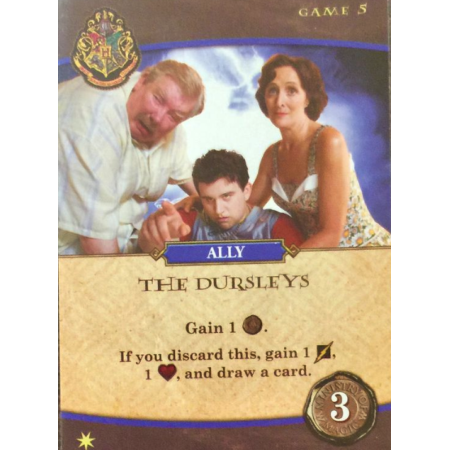 GAME 5
ALLY
THE DURSLEYS
Gain 1 .
If you discard this, gain 1 ,
1 , and draw a card.
3